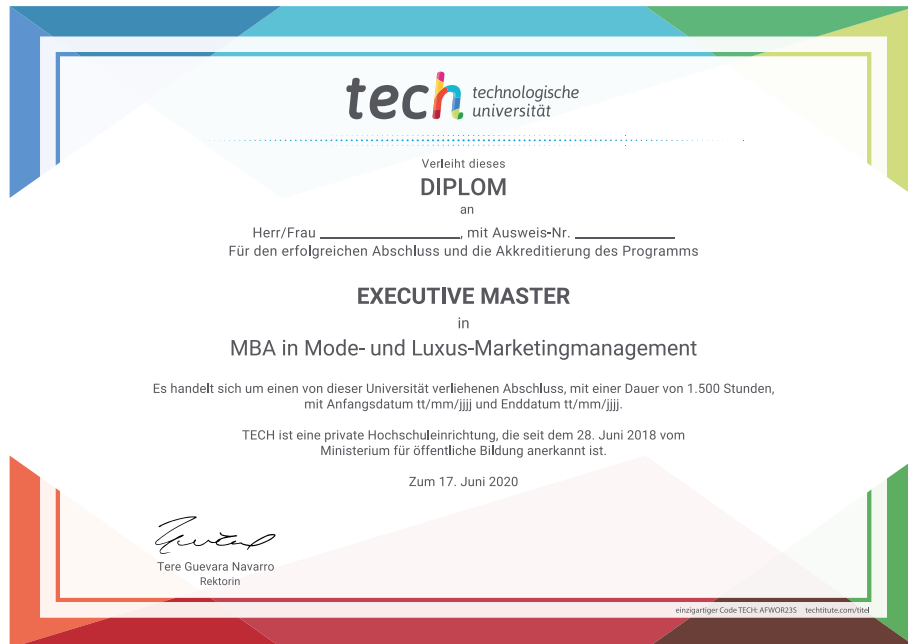 tech technologische
universität
Verleiht dieses
DIPLOM
an
Herr/Frau ____________________, mit Ausweis-Nr. ______________
Für den erfolgreichen Abschluss und die Akkreditierung des Programms
EXECUTIVE MASTER
in
MBA in Mode- und Luxus-Marketingmanagement
Es handelt sich um einen von dieser Universität verliehenen Abschluss, mit einer Dauer von 1.500 Stunden,
mit Anfangsdatum tt/mm/jjjj und Enddatum tt/mm/jjjj.
TECH ist eine private Hochschuleinrichtung, die seit dem 28. Juni 2018 vom
Ministerium für öffentliche Bildung anerkannt ist.
Zum 17. Juni 2020
Tere Guevara Navarro
Rektorin
einzigartiger Code TECH: AFWOR23S techtitute.com/titel